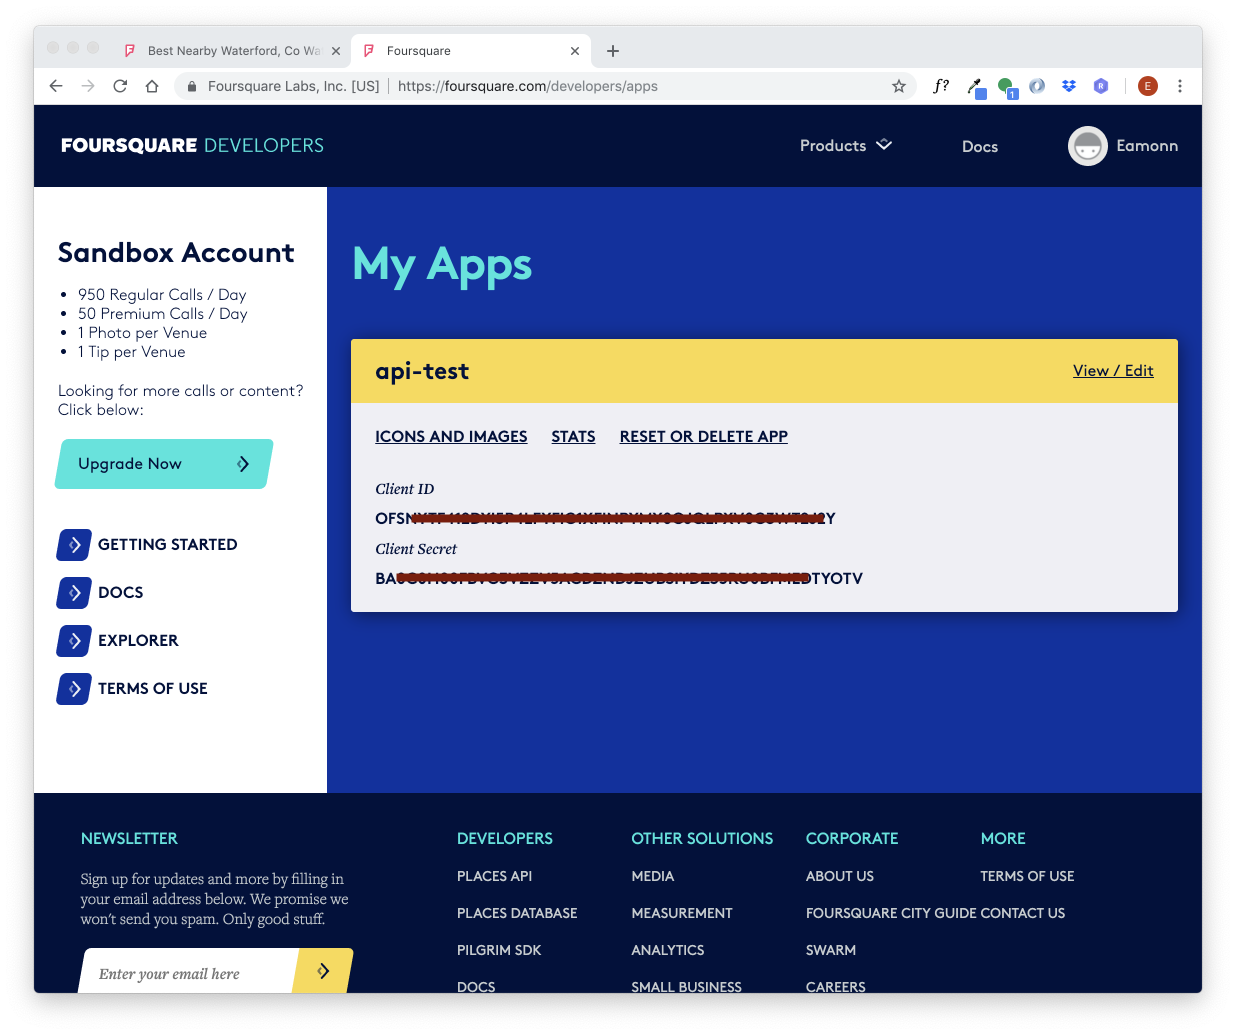 Best Nearby Waterford, Co Wa
Foursquare
Foursquare Labs, Inc. [US]
https://foursquare.com/developers/apps
f?
1
R
E
FOURSQUARE DEVELOPERS
Products
Docs
Eamonn
Sandbox Account
950 Regular Calls / Day
50 Premium Calls / Day
1 Photo per Venue
1 Tip per Venue
Looking for more calls or content?
Click below:
Upgrade Now
GETTING STARTED
DOCS
EXPLORER
TERMS OF USE
My Apps
api-test
View / Edit
ICONS AND IMAGES
STATS
RESET OR DELETE APP
Client ID
Client Secret
NEWSLETTER
Sign up for updates and more by filling in
your email address below. We promise we
won't send you spam. Only good stuff.
Enter your email here
DEVELOPERS
PLACES API
PLACES DATABASE
PILGRIM SDK
DOCS
OTHER SOLUTIONS
MEDIA
MEASUREMENT
ANALYTICS
SMALL BUSINESS
CORPORATE
ABOUT US
FOURSQUARE CITY GUIDE
SWARM
CAREERS
MORE
TERMS OF USE
CONTACT US